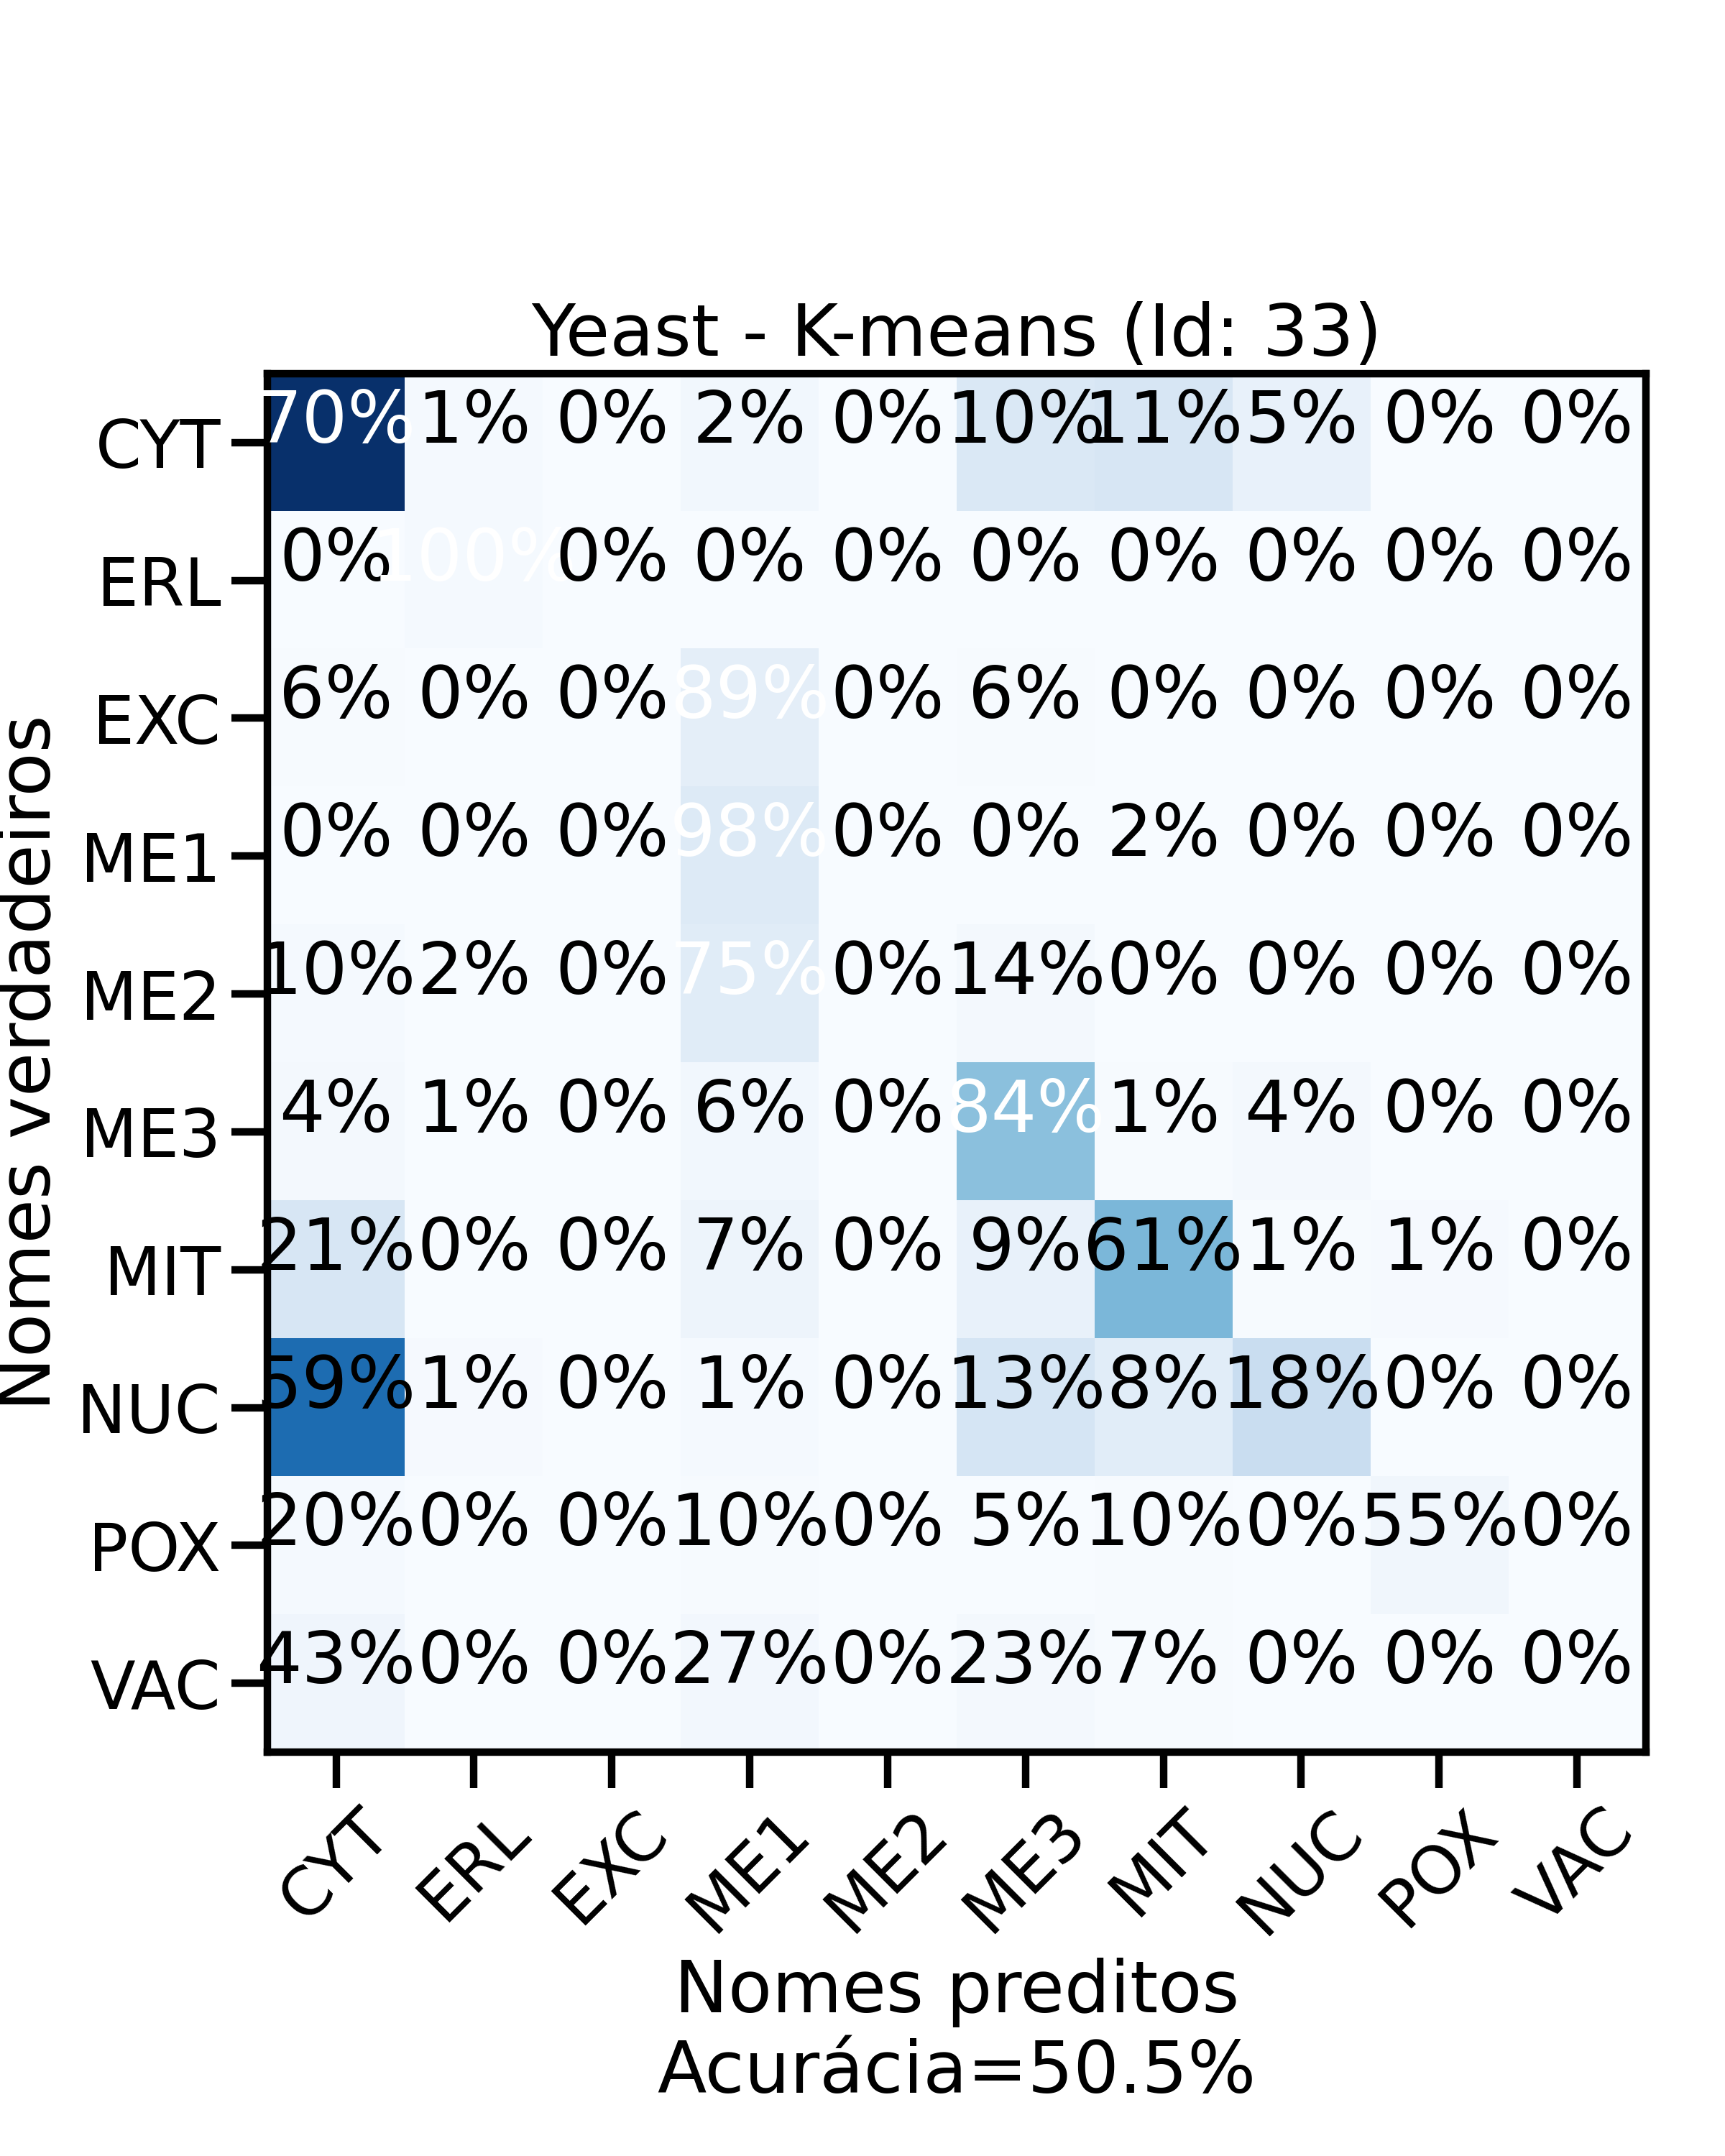 Yeast - K-means (Id: 33)
Nomes verdadeiros
CYT 70% 1% 0% 2% 0% 10% 11% 5% 0% 0%
ERL 0% 100% 0% 0% 0% 0% 0% 0% 0% 0%
EXC 6% 0% 0% 89% 0% 6% 0% 0% 0% 0%
ME1 0% 0% 0% 98% 0% 0% 2% 0% 0% 0%
ME2 10% 2% 0% 75% 0% 14% 0% 0% 0% 0%
ME3 4% 1% 0% 6% 0% 84% 1% 4% 0% 0%
MIT 21% 0% 0% 7% 0% 9% 61% 1% 1% 0%
NUC 59% 1% 0% 1% 0% 13% 8% 18% 0% 0%
POX 20% 0% 0% 10% 0% 5% 10% 0% 55% 0%
VAC 43% 0% 0% 27% 0% 23% 7% 0% 0% 0%
CYT ERL EXC ME1 ME2 ME3 MIT NUC POX VAC
Nomes preditos
Acurácia=50.5%